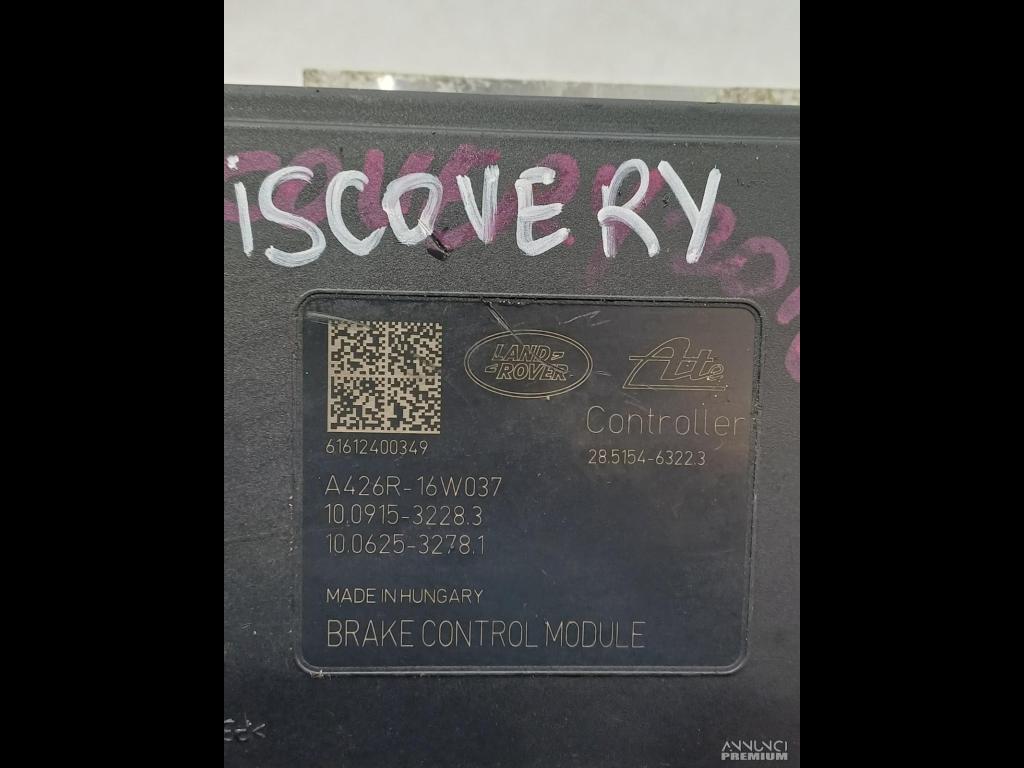 ISCOVERY
LAND
ROVER
Ate
Controller
61612400349
28.5154-6322.3
A426R-16W037
10.0915-3228.3
10.0625-3278.1
MADE IN HUNGARY
BRAKE CONTROL MODULE
ANNUNCI
PREMIUM